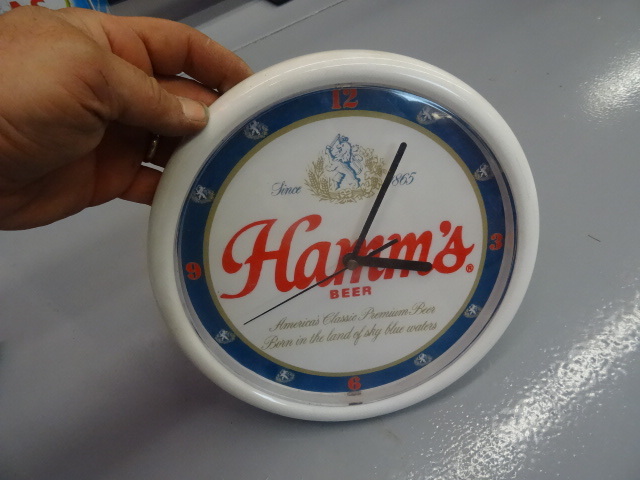 12
Since 1865
Hamm's®
BEER
9
3
America's Classic Premium Beer
Born in the land of sky blue waters
6